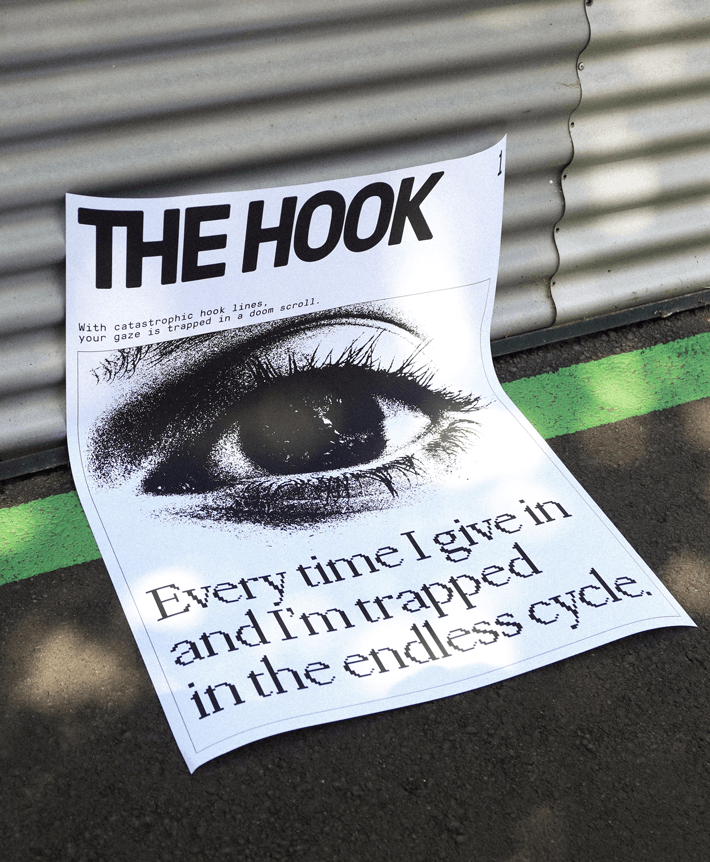 THE HOOK
1
With catastrophic hook lines,
your gaze is trapped in a doom scroll.
Every time I give in
and I'm trapped
in the endless cycle.